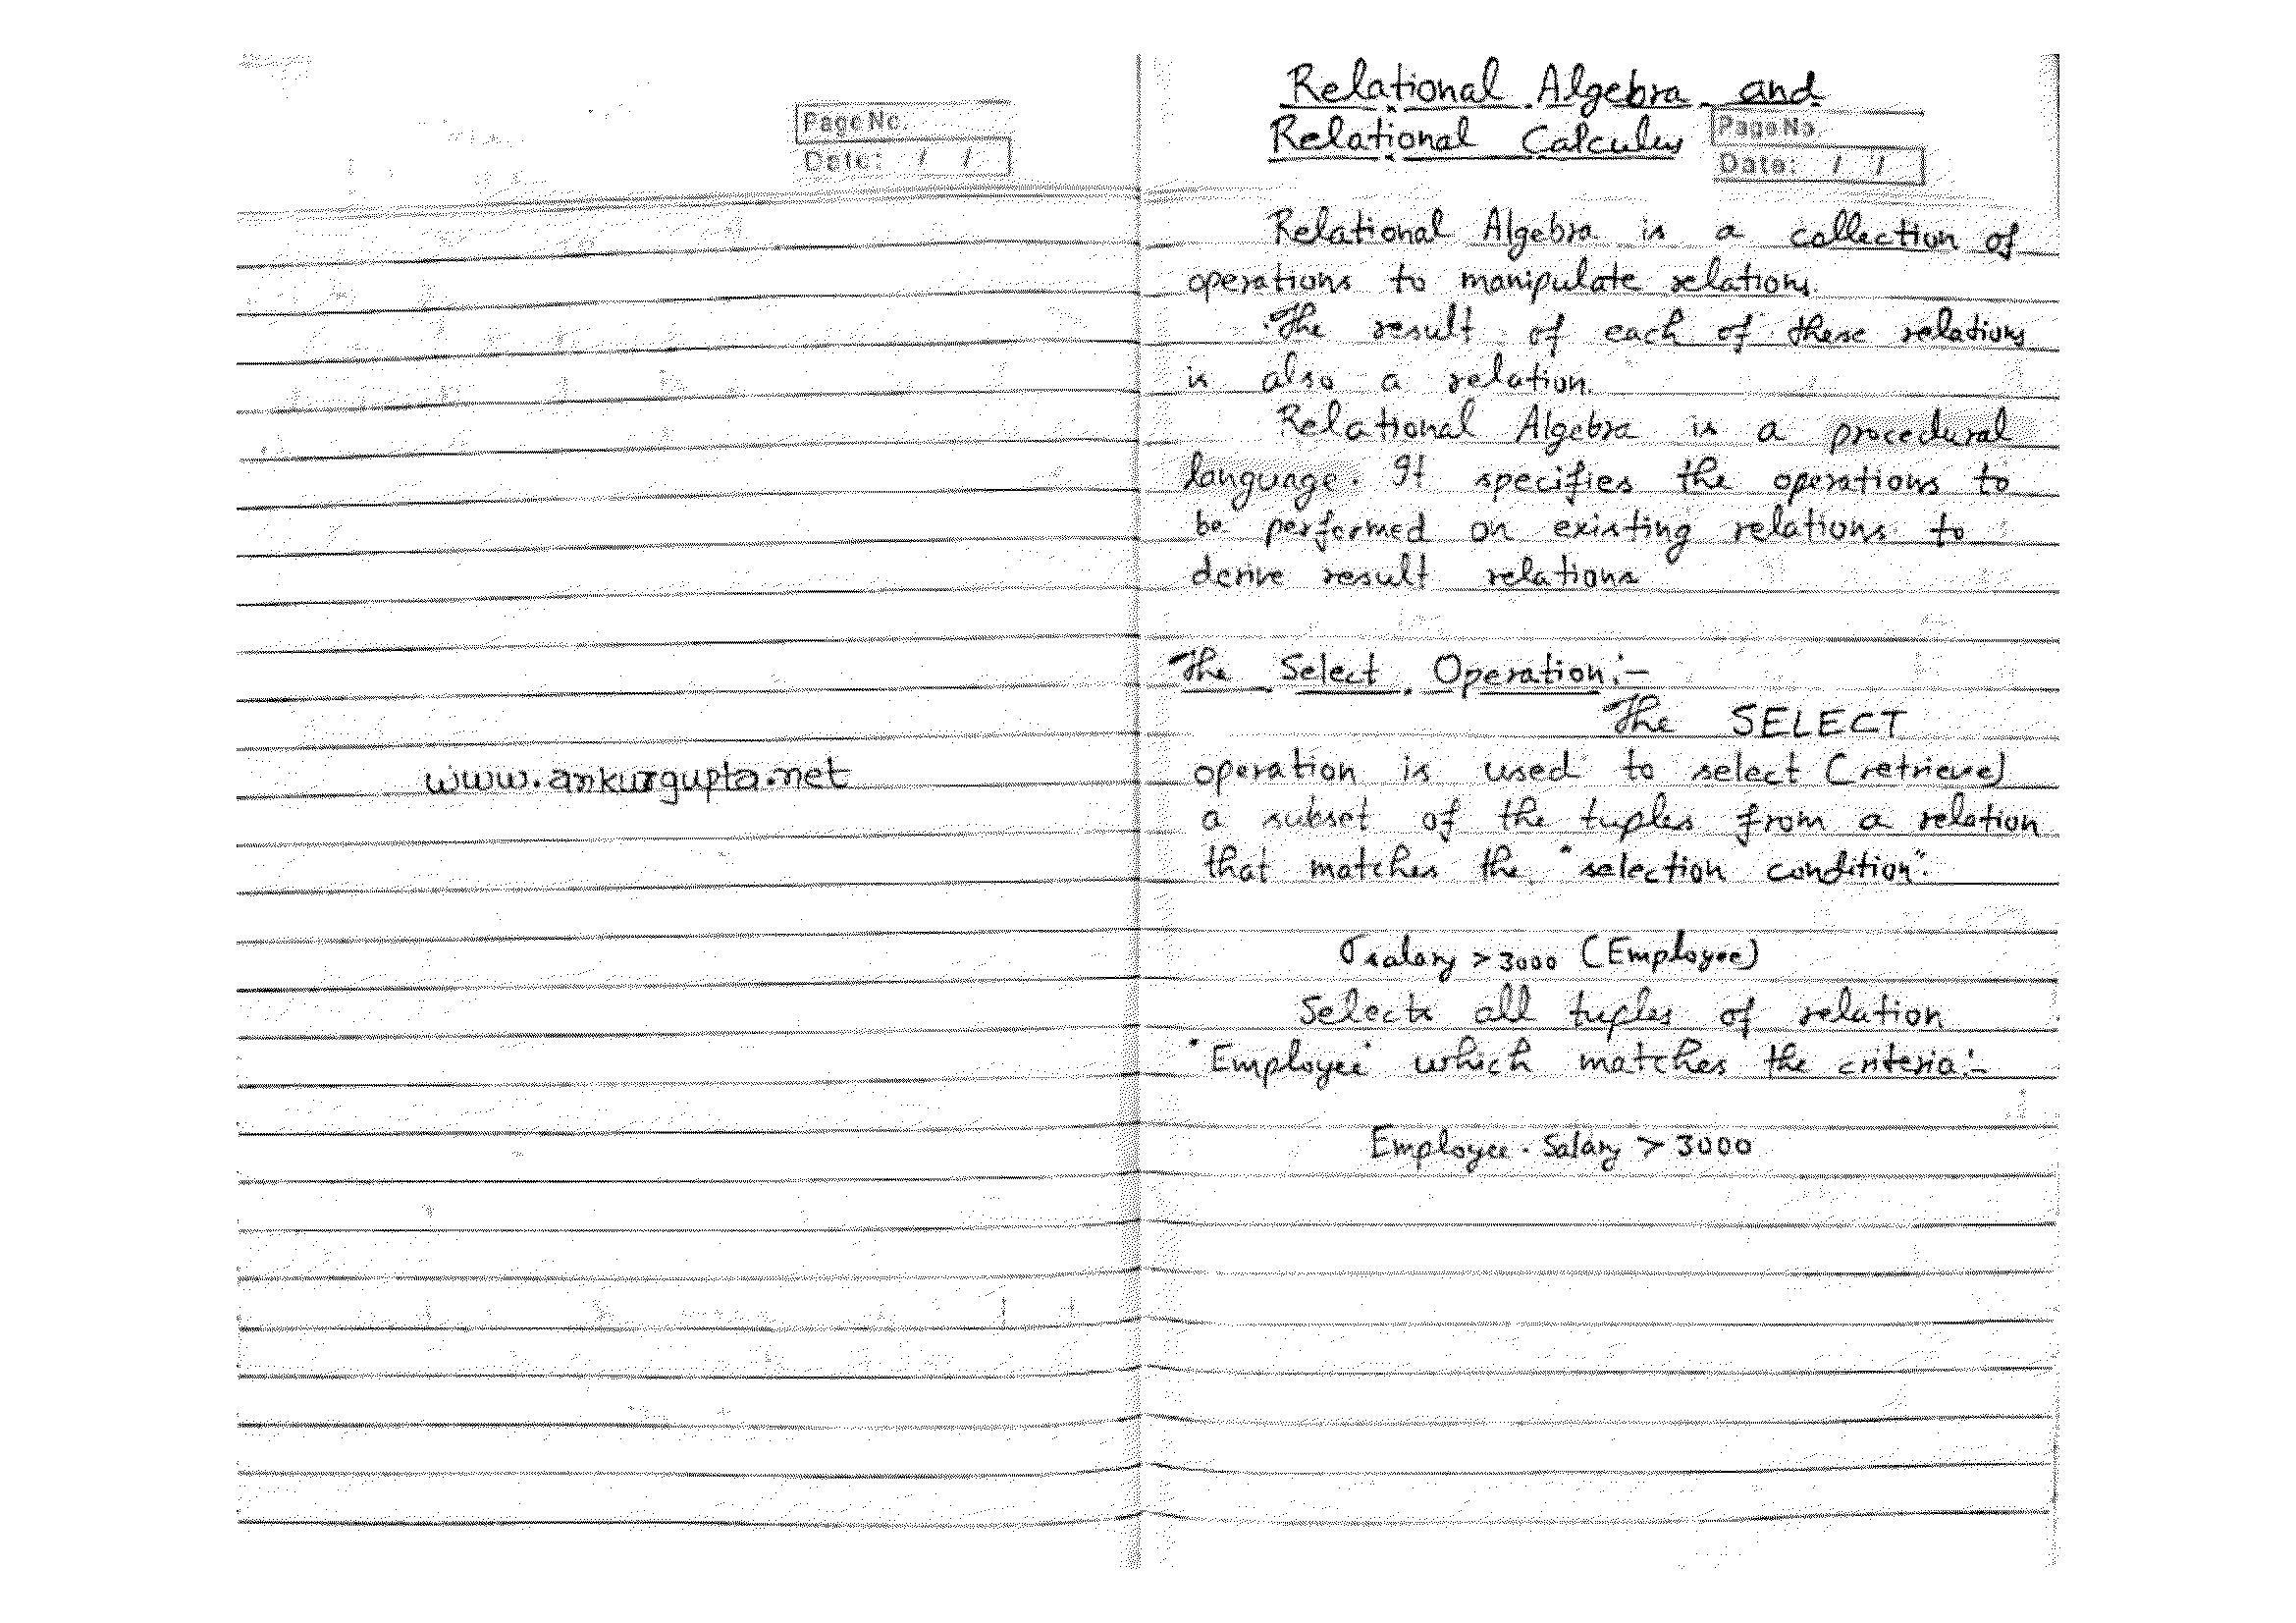 Page No.
Date: / /
www.ankurgupta.net
Relational Algebra and
Relational Calculus
Page No.
Date: / /
Relational Algebra is a collection of
operations to manipulate relations.
The result of each of these relations
is also a relation.
Relational Algebra is a procedural
language. It specifies the operations to
be performed on existing relations to
derive result relations
The Select Operation:-
The SELECT
operation is used to select (retrieve)
a subset of the tuples from a relation
that matches the "selection condition".
σsalary > 3000 (Employee)
Selects all tuples of relation
"Employee" which matches the criteria:-
Employee. Salary > 3000